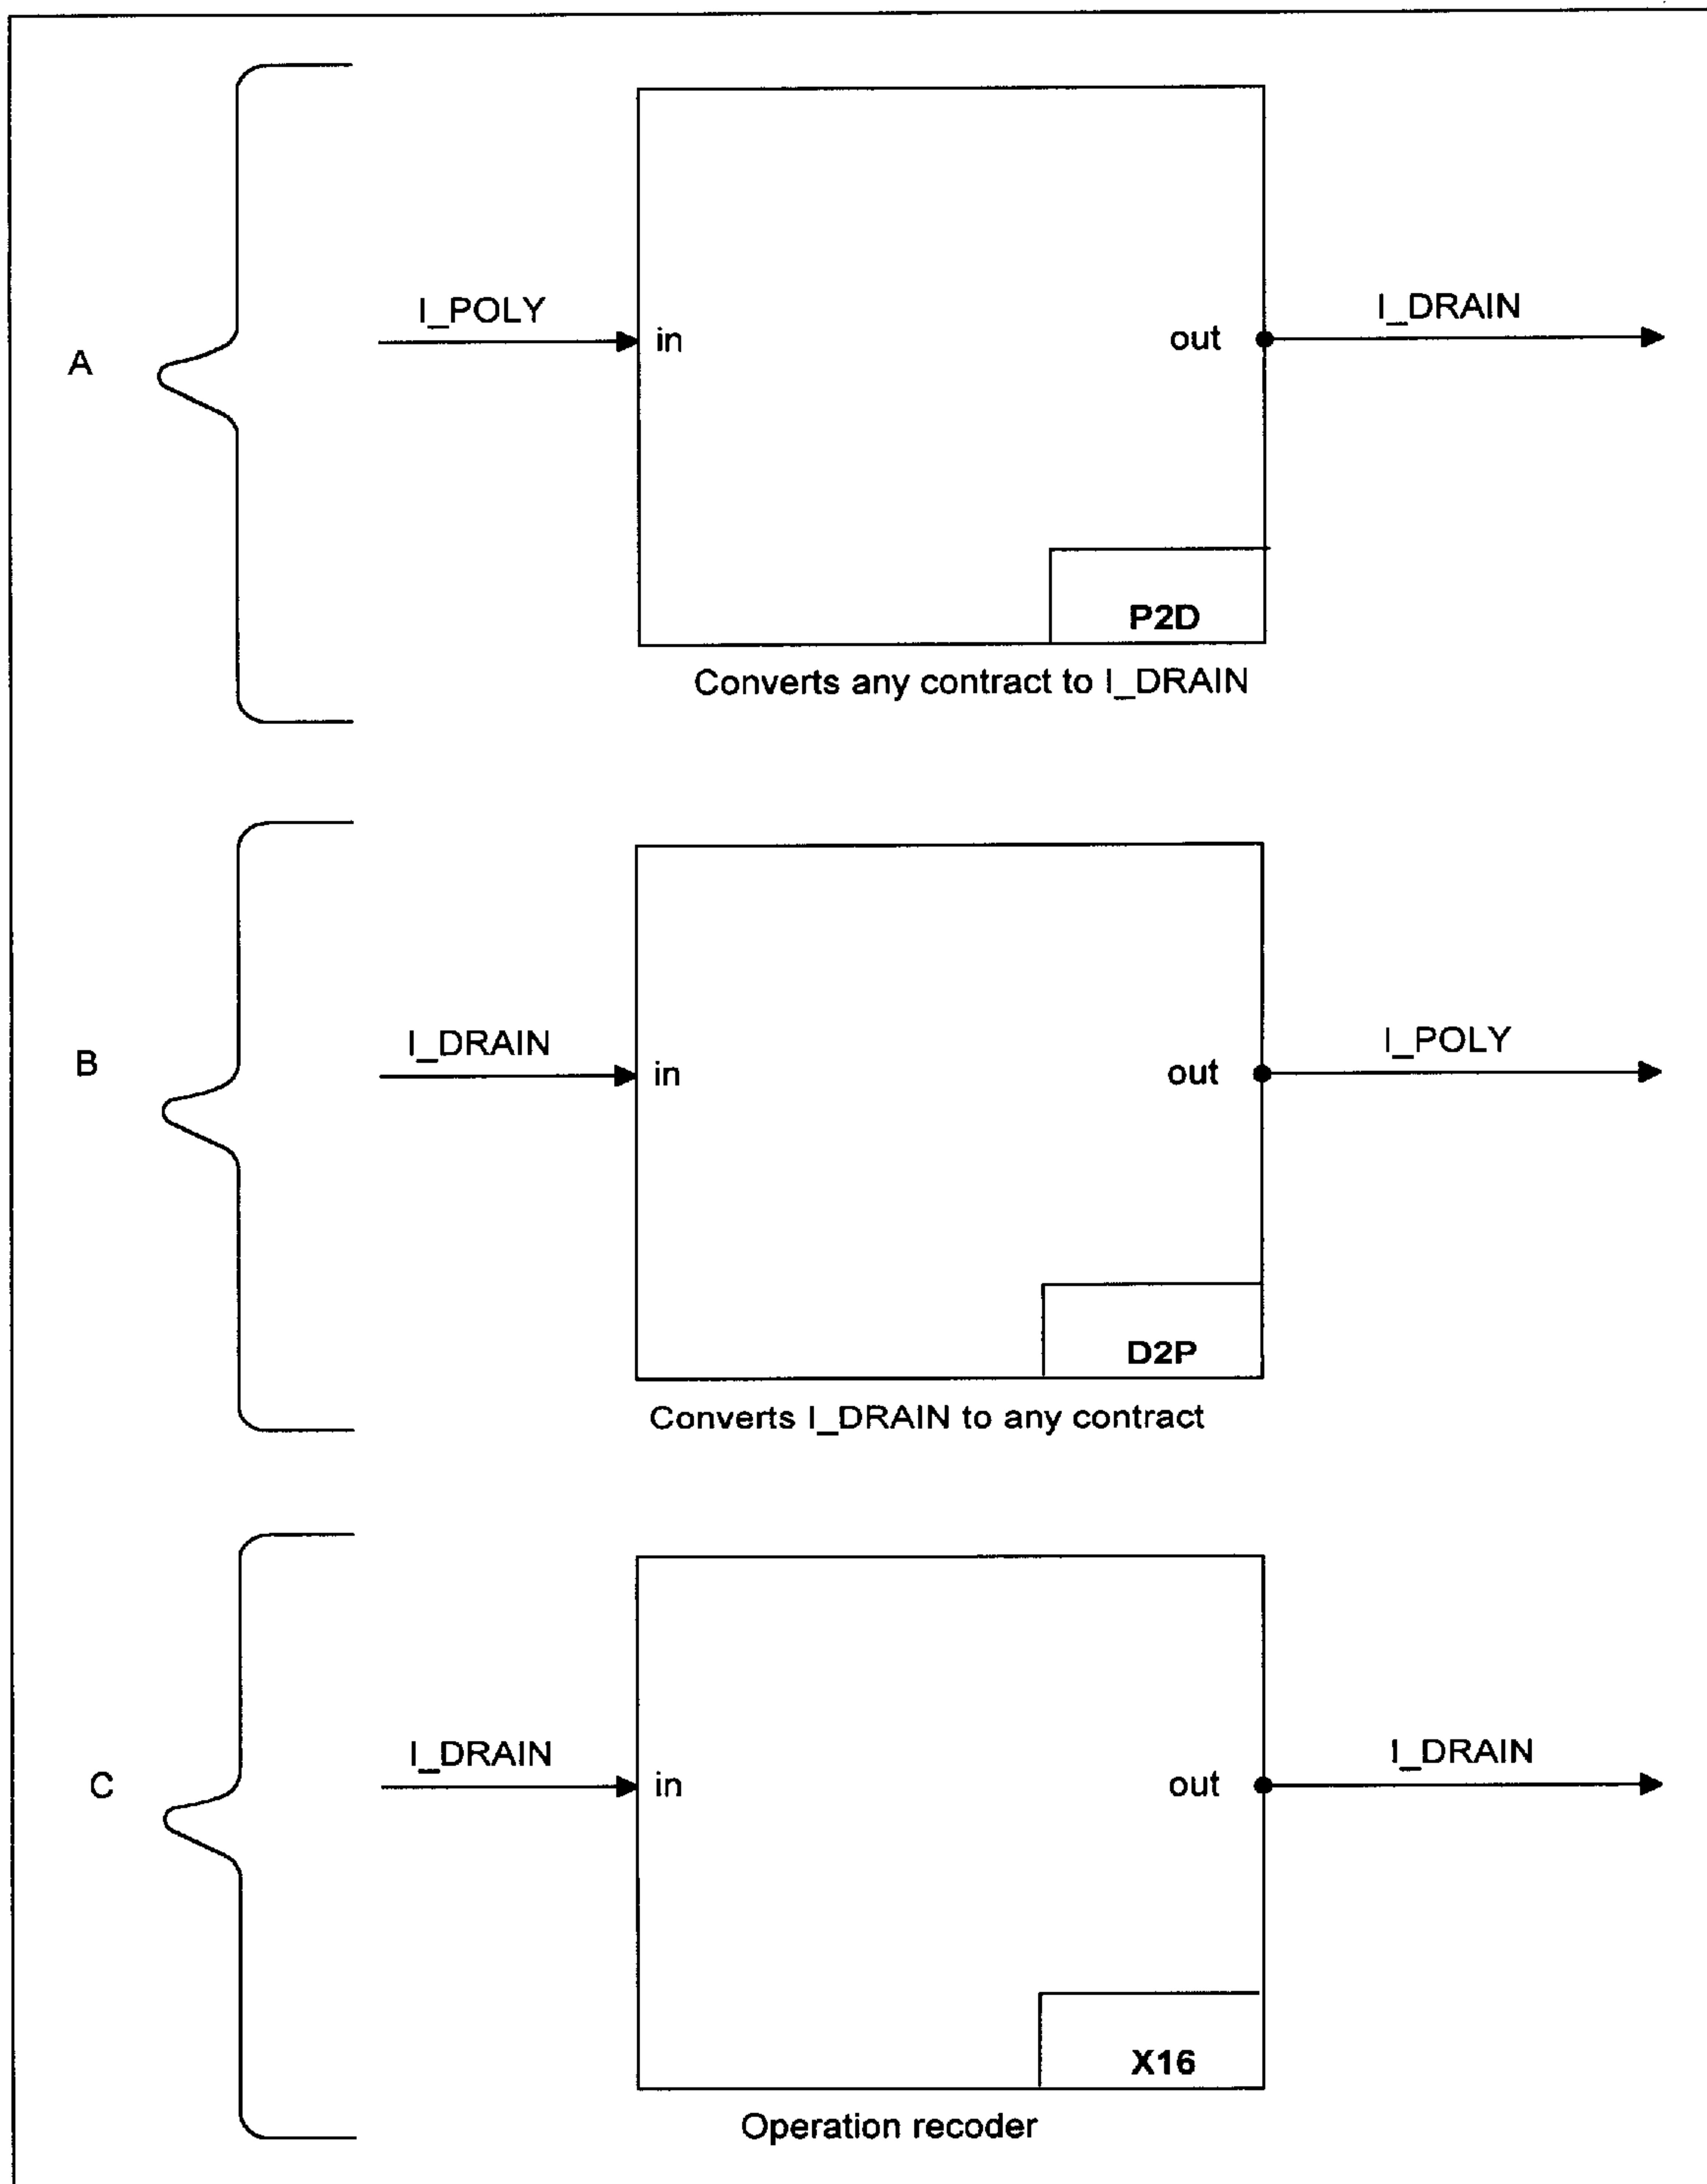 A
I_POLY
in
out
I_DRAIN
P2D
Converts any contract to I_DRAIN
B
I_DRAIN
in
out
I_POLY
D2P
Converts I_DRAIN to any contract
C
I_DRAIN
in
out
I_DRAIN
X16
Operation recoder